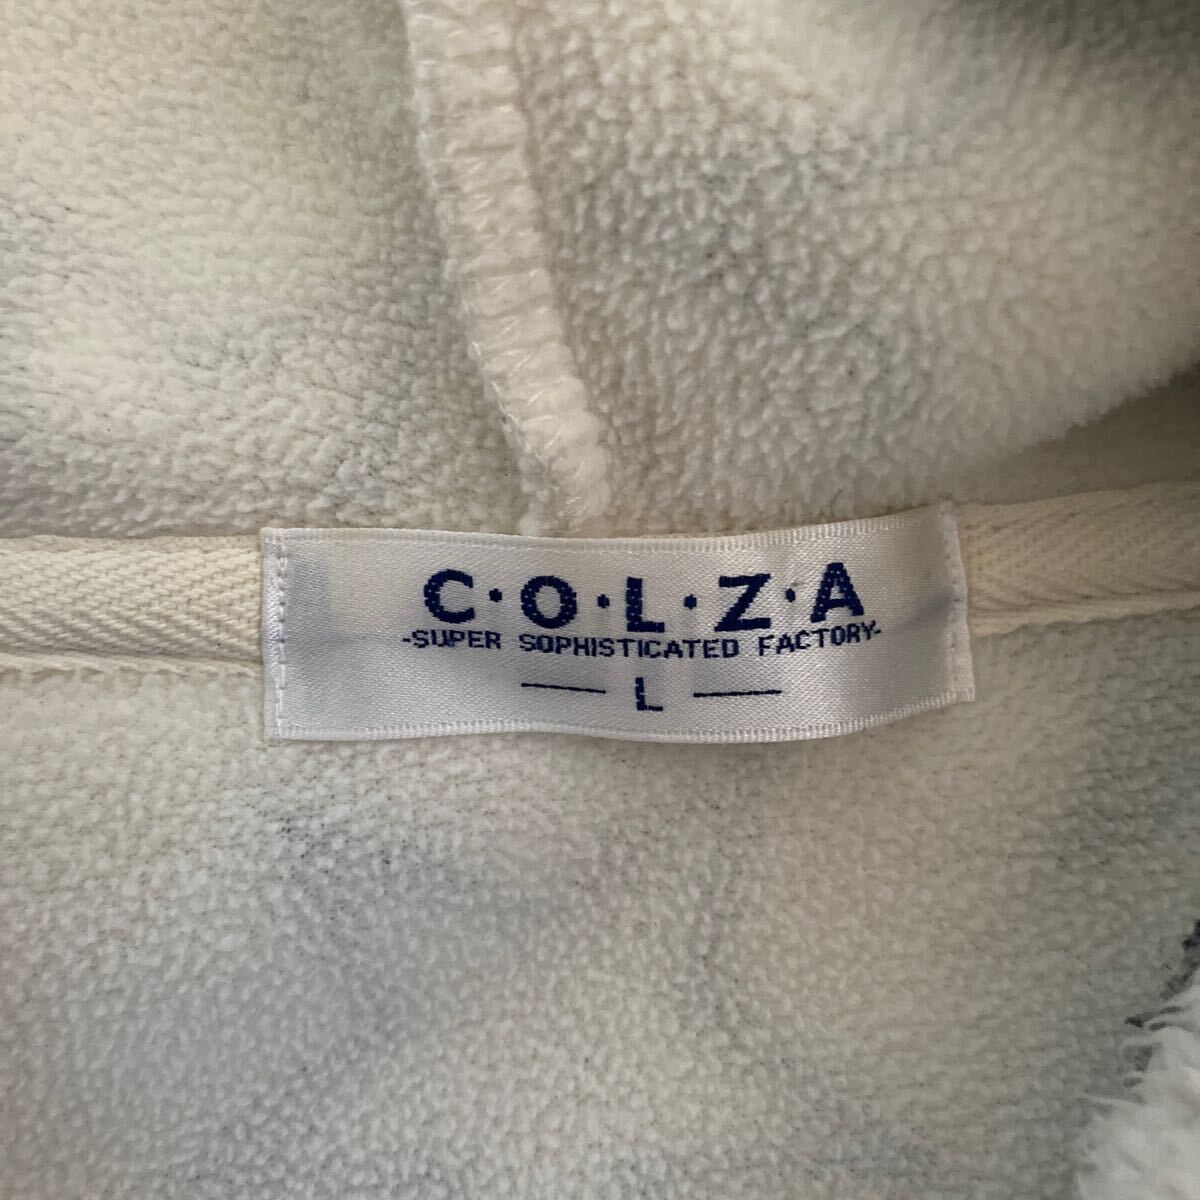 C·O·L·Z·A
-SUPER SOPHISTICATED FACTORY-
— L —